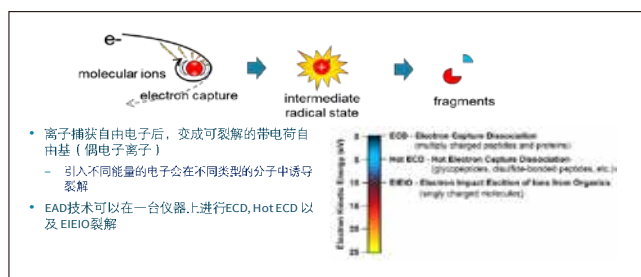 e-
molecular ions
electron capture
intermediate
radical state
fragments
• 离子捕获自由电子后，变成可裂解的带电荷自
由基（偶电子离子）
– 引入不同能量的电子会在不同类型的分子中诱导
裂解
• EAD技术可以在一台仪器上进行ECD, Hot ECD 以
及 EIEIO裂解
Electron Kinetic Energy (eV)
0
5
10
15
20
25
ECD - Electron Capture Dissociation
(multiply charged peptides and proteins)
Hot ECD - Hot Electron Capture Dissociation
(glycopeptides, disulfide-bonded peptides, etc.)
EIEIO - Electron Impact Excition of Ions from Organics
(singly charged molecules)